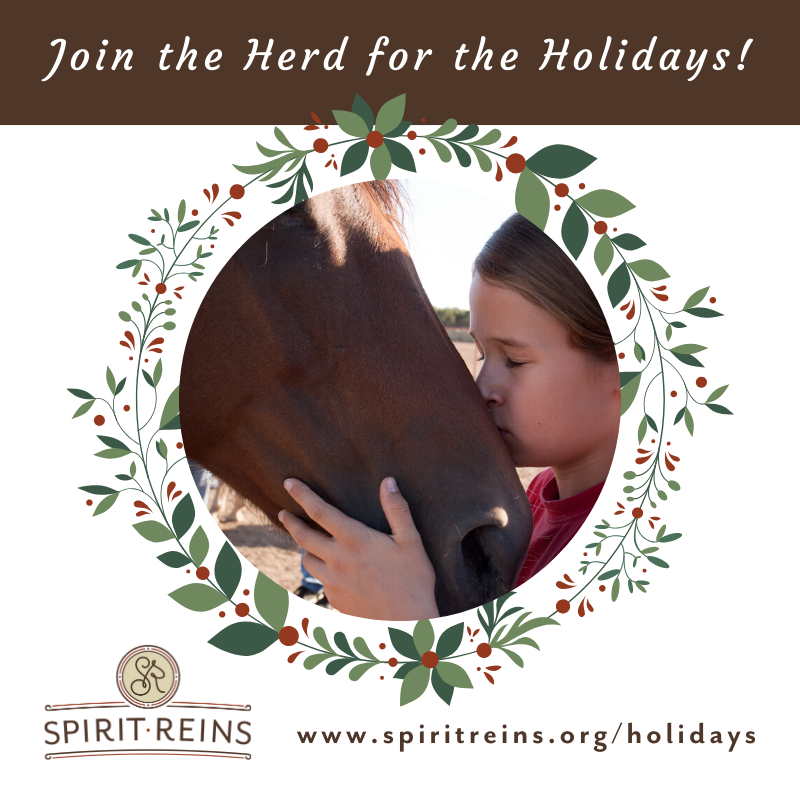 Join the Herd for the Holidays!
SR
SPIRIT·REINS
www.spiritreins.org/holidays